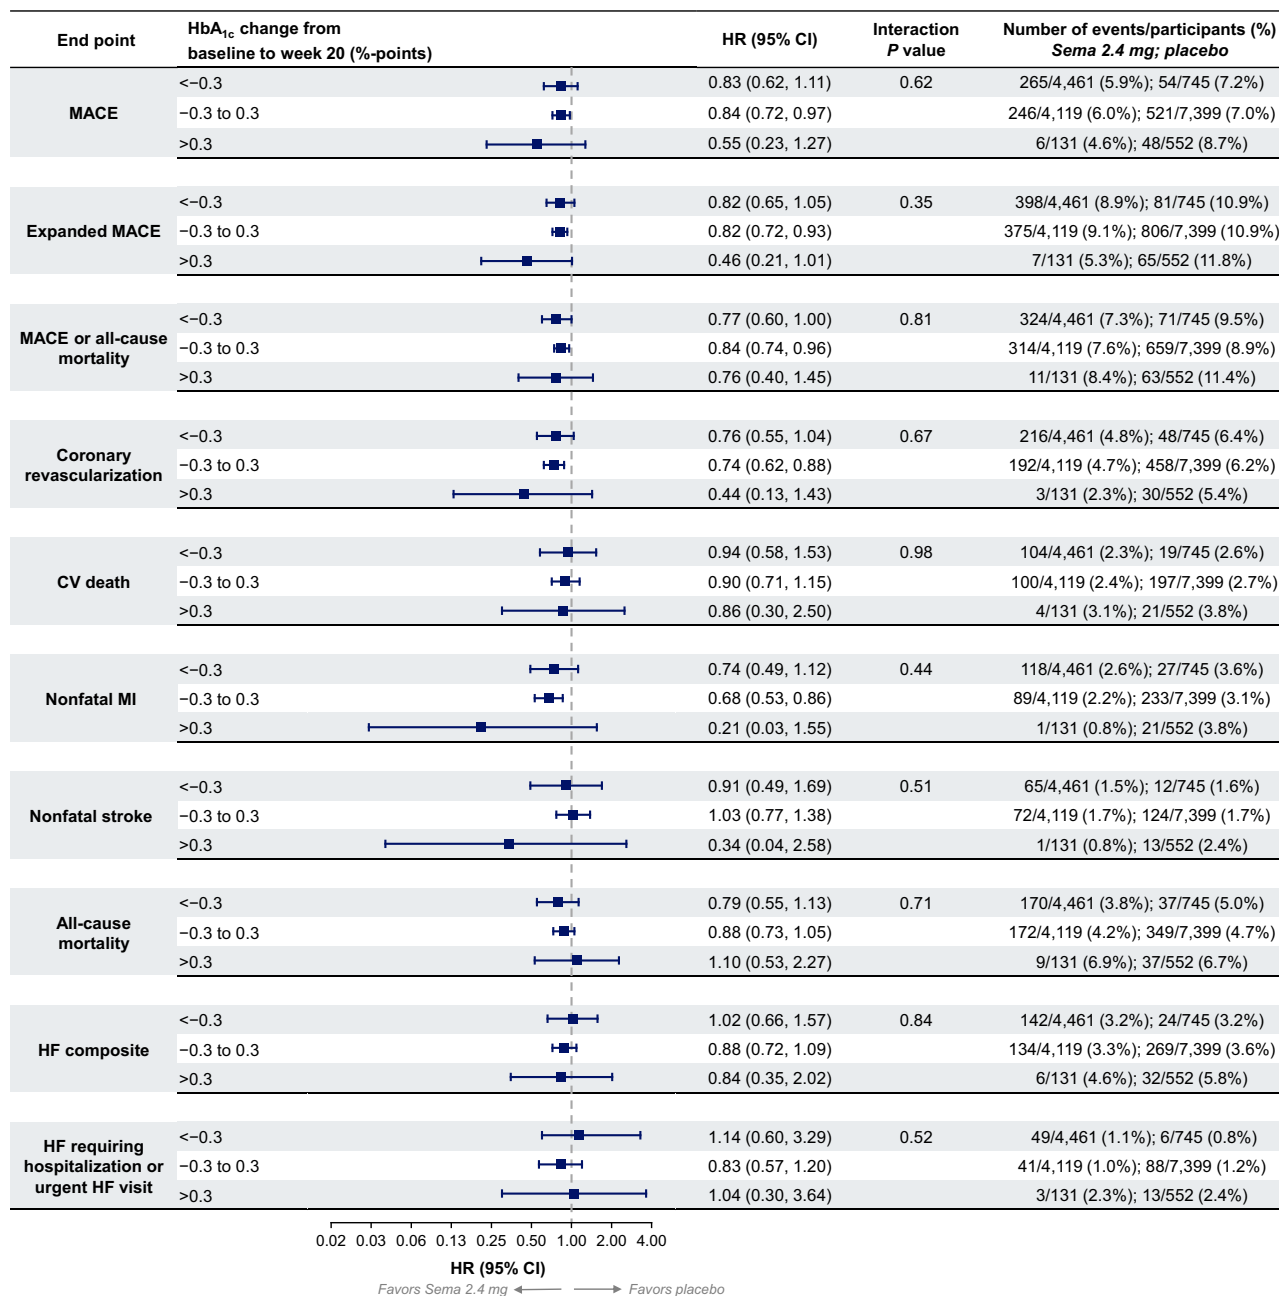 End point
HbA1c change from
baseline to week 20 (%-points)
HR (95% CI)
Interaction
P value
Number of events/participants (%)
Sema 2.4 mg; placebo
MACE
<−0.3 0.83 (0.62, 1.11) 0.62 265/4,461 (5.9%); 54/745 (7.2%)
−0.3 to 0.3 0.84 (0.72, 0.97) 246/4,119 (6.0%); 521/7,399 (7.0%)
>0.3 0.55 (0.23, 1.27) 6/131 (4.6%); 48/552 (8.7%)
Expanded MACE
<−0.3 0.82 (0.65, 1.05) 0.35 398/4,461 (8.9%); 81/745 (10.9%)
−0.3 to 0.3 0.82 (0.72, 0.93) 375/4,119 (9.1%); 806/7,399 (10.9%)
>0.3 0.46 (0.21, 1.01) 7/131 (5.3%); 65/552 (11.8%)
MACE or all-cause
mortality
<−0.3 0.77 (0.60, 1.00) 0.81 324/4,461 (7.3%); 71/745 (9.5%)
−0.3 to 0.3 0.84 (0.74, 0.96) 314/4,119 (7.6%); 659/7,399 (8.9%)
>0.3 0.76 (0.40, 1.45) 11/131 (8.4%); 63/552 (11.4%)
Coronary
revascularization
<−0.3 0.76 (0.55, 1.04) 0.67 216/4,461 (4.8%); 48/745 (6.4%)
−0.3 to 0.3 0.74 (0.62, 0.88) 192/4,119 (4.7%); 458/7,399 (6.2%)
>0.3 0.44 (0.13, 1.43) 3/131 (2.3%); 30/552 (5.4%)
CV death
<−0.3 0.94 (0.58, 1.53) 0.98 104/4,461 (2.3%); 19/745 (2.6%)
−0.3 to 0.3 0.90 (0.71, 1.15) 100/4,119 (2.4%); 197/7,399 (2.7%)
>0.3 0.86 (0.30, 2.50) 4/131 (3.1%); 21/552 (3.8%)
Nonfatal MI
<−0.3 0.74 (0.49, 1.12) 0.44 118/4,461 (2.6%); 27/745 (3.6%)
−0.3 to 0.3 0.68 (0.53, 0.86) 89/4,119 (2.2%); 233/7,399 (3.1%)
>0.3 0.21 (0.03, 1.55) 1/131 (0.8%); 21/552 (3.8%)
Nonfatal stroke
<−0.3 0.91 (0.49, 1.69) 0.51 65/4,461 (1.5%); 12/745 (1.6%)
−0.3 to 0.3 1.03 (0.77, 1.38) 72/4,119 (1.7%); 124/7,399 (1.7%)
>0.3 0.34 (0.04, 2.58) 1/131 (0.8%); 13/552 (2.4%)
All-cause
mortality
<−0.3 0.79 (0.55, 1.13) 0.71 170/4,461 (3.8%); 37/745 (5.0%)
−0.3 to 0.3 0.88 (0.73, 1.05) 172/4,119 (4.2%); 349/7,399 (4.7%)
>0.3 1.10 (0.53, 2.27) 9/131 (6.9%); 37/552 (6.7%)
HF composite
<−0.3 1.02 (0.66, 1.57) 0.84 142/4,461 (3.2%); 24/745 (3.2%)
−0.3 to 0.3 0.88 (0.72, 1.09) 134/4,119 (3.3%); 269/7,399 (3.6%)
>0.3 0.84 (0.35, 2.02) 6/131 (4.6%); 32/552 (5.8%)
HF requiring
hospitalization or
urgent HF visit
<−0.3 1.14 (0.60, 3.29) 0.52 49/4,461 (1.1%); 6/745 (0.8%)
−0.3 to 0.3 0.83 (0.57, 1.20) 41/4,119 (1.0%); 88/7,399 (1.2%)
>0.3 1.04 (0.30, 3.64) 3/131 (2.3%); 13/552 (2.4%)
0.02 0.03 0.06 0.13 0.25 0.50 1.00 2.00 4.00
HR (95% CI)
Favors Sema 2.4 mg Favors placebo